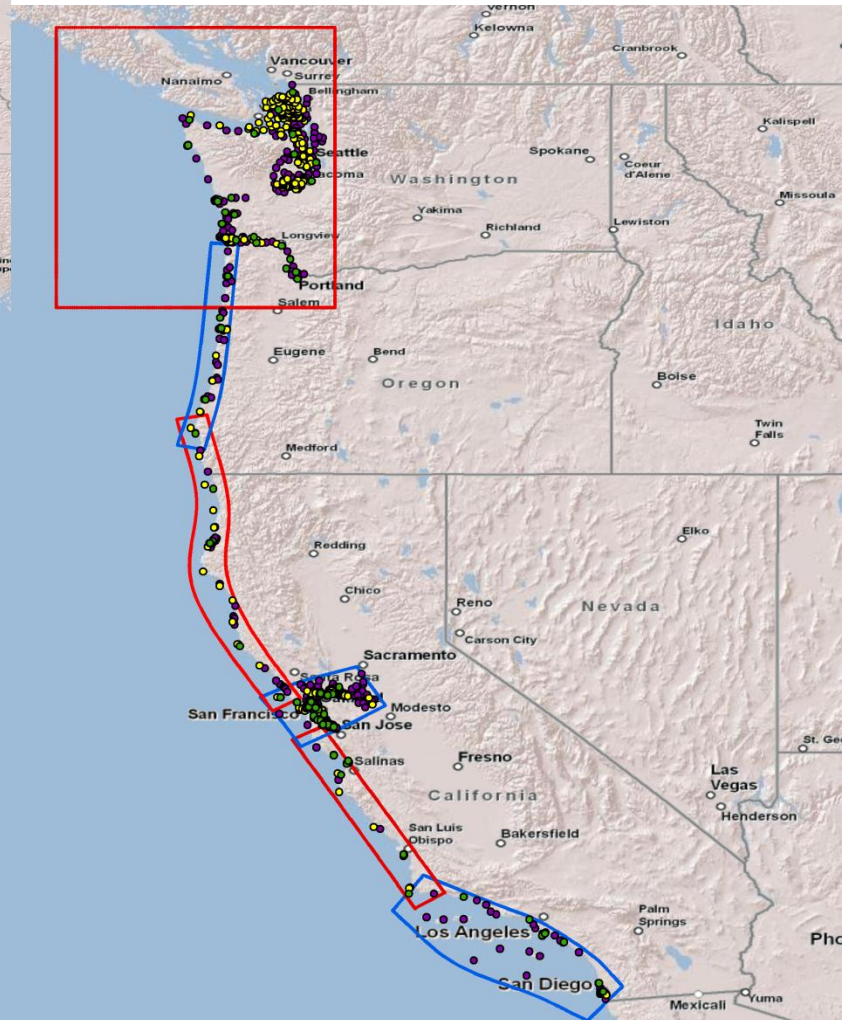 Vernon
Kelowna
Cranbrook
Vancouver
Surrey
Nanaimo
Bellingham
Kalispell
Seattle
Spokane
Coeur
d'Alene
Washington
Missoula
Yakima
Lewiston
Richland
Longview
Portland
Salem
Idaho
Eugene
Bend
Oregon
Boise
Twin
Falls
Medford
Elko
Redding
Chico
Reno
Nevada
Carson City
Sacramento
Santa Rosa
San Francisco
Modesto
San Jose
St. Ge
Salinas
Fresno
Las
Vegas
California
Henderson
San Luis
Obispo
Bakersfield
Palm
Springs
Los Angeles
Pho
San Diego
Mexicali
Yuma